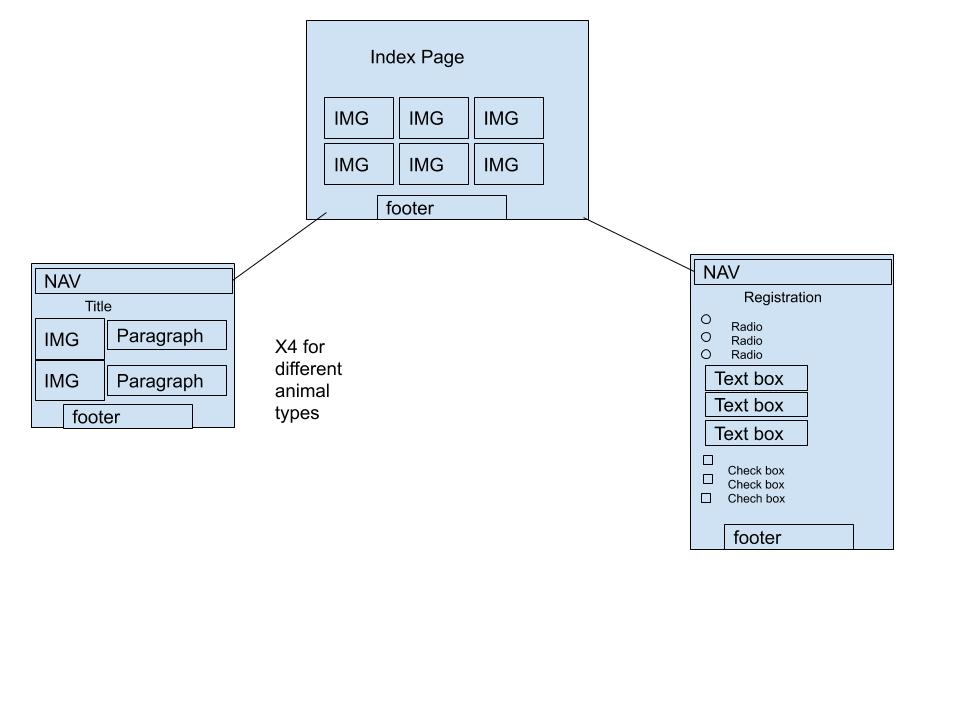 Index Page
IMG IMG IMG
IMG IMG IMG
footer
NAV
Title
IMG Paragraph
IMG Paragraph
footer
X4 for
different
animal
types
NAV
Registration
Radio
Radio
Radio
Text box
Text box
Text box
Check box
Check box
Chech box
footer